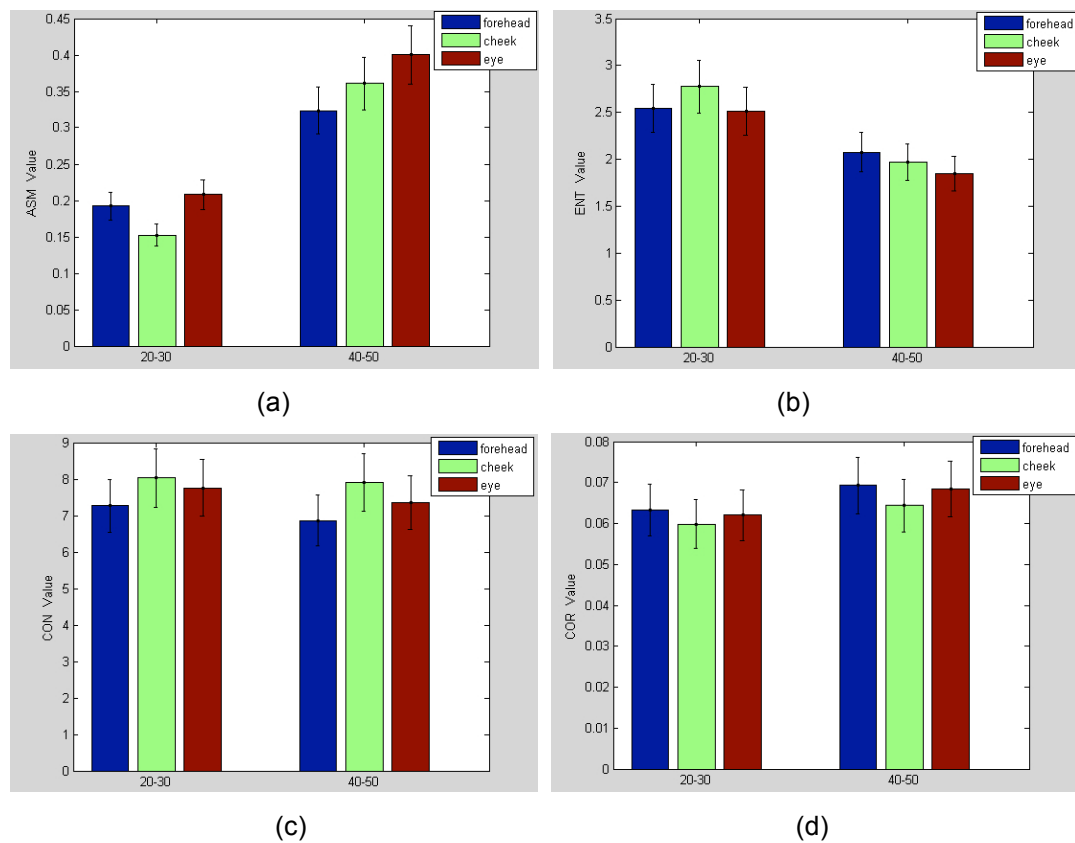 0.45
0.4
0.35
0.3
0.25
0.2
0.15
0.1
0.05
0
ASM Value
20-30
40-50
forehead
cheek
eye
(a)
3.5
3
2.5
2
1.5
1
0.5
0
ENT Value
20-30
40-50
forehead
cheek
eye
(b)
9
8
7
6
5
4
3
2
1
0
CON Value
20-30
40-50
forehead
cheek
eye
(c)
0.08
0.07
0.06
0.05
0.04
0.03
0.02
0.01
0
COR Value
20-30
40-50
forehead
cheek
eye
(d)